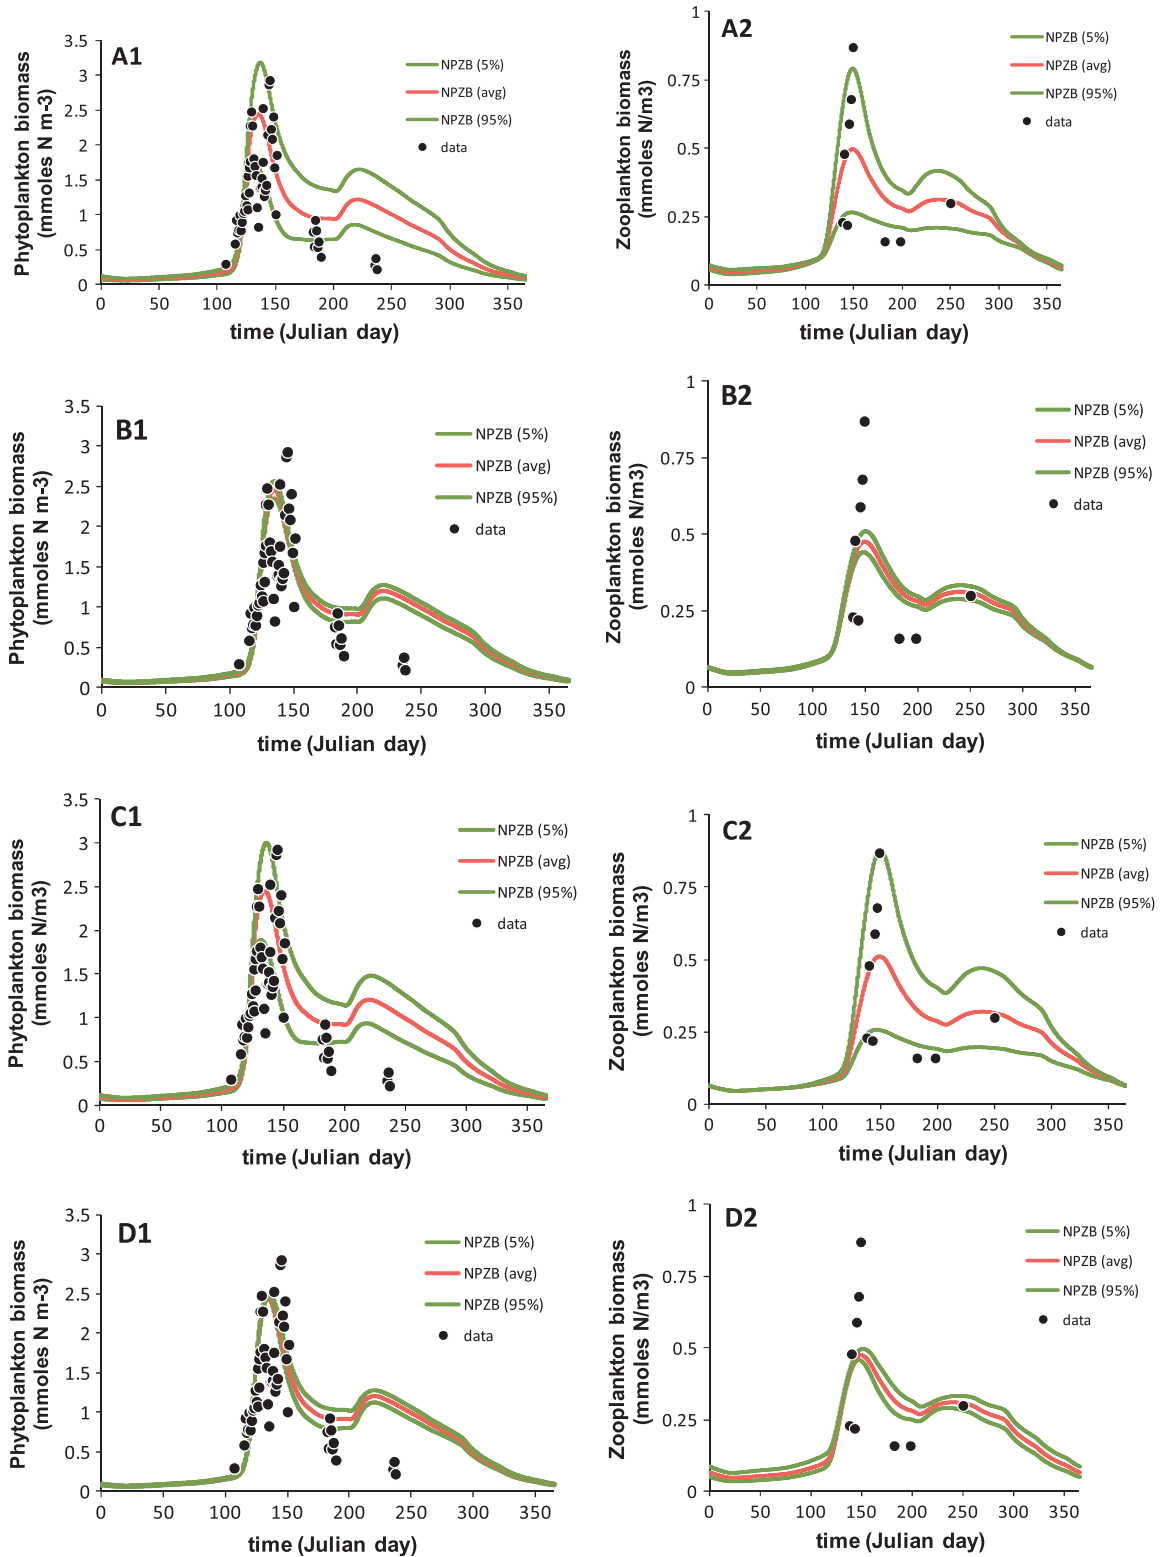 A1
Phytoplankton biomass
(mmoles N m-3)
3.5
3
2.5
2
1.5
1
0.5
0
0 50 100 150 200 250 300 350
time (Julian day)
NPZB (5%)
NPZB (avg)
NPZB (95%)
data
A2
Zooplankton biomass
(mmoles N/m3)
1
0.75
0.5
0.25
0
0 50 100 150 200 250 300 350
time (Julian day)
NPZB (5%)
NPZB (avg)
NPZB (95%)
data
B1
Phytoplankton biomass
(mmoles N m-3)
3.5
3
2.5
2
1.5
1
0.5
0
0 50 100 150 200 250 300 350
time (Julian day)
NPZB (5%)
NPZB (avg)
NPZB (95%)
data
B2
Zooplankton biomass
(mmoles N/m3)
1
0.75
0.5
0.25
0
0 50 100 150 200 250 300 350
time (Julian day)
NPZB (5%)
NPZB (avg)
NPZB (95%)
data
C1
Phytoplankton biomass
(mmoles N/m3)
3.5
3
2.5
2
1.5
1
0.5
0
0 50 100 150 200 250 300 350
time (Julian day)
NPZB (5%)
NPZB (avg)
NPZB (95%)
data
C2
Zooplankton biomass
(mmoles N/m3)
1
0.75
0.5
0.25
0
0 50 100 150 200 250 300 350
time (Julian day)
NPZB (5%)
NPZB (avg)
NPZB (95%)
data
D1
Phytoplankton biomass
(mmoles N m-3)
3.5
3
2.5
2
1.5
1
0.5
0
0 50 100 150 200 250 300 350
time (Julian day)
NPZB (5%)
NPZB (avg)
NPZB (95%)
data
D2
Zooplankton biomass
(mmoles N/m3)
1
0.75
0.5
0.25
0
0 50 100 150 200 250 300 350
time (Julian day)
NPZB (5%)
NPZB (avg)
NPZB (95%)
data